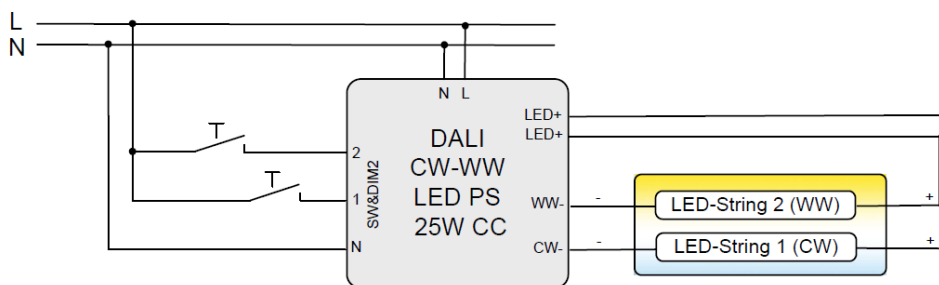 L
N
N L
LED+
LED+
DALI
CW-WW
LED PS
25W CC
2
1
N
SW&DIM2
WW-
CW-
-
LED-String 2 (WW)
+
-
LED-String 1 (CW)
+